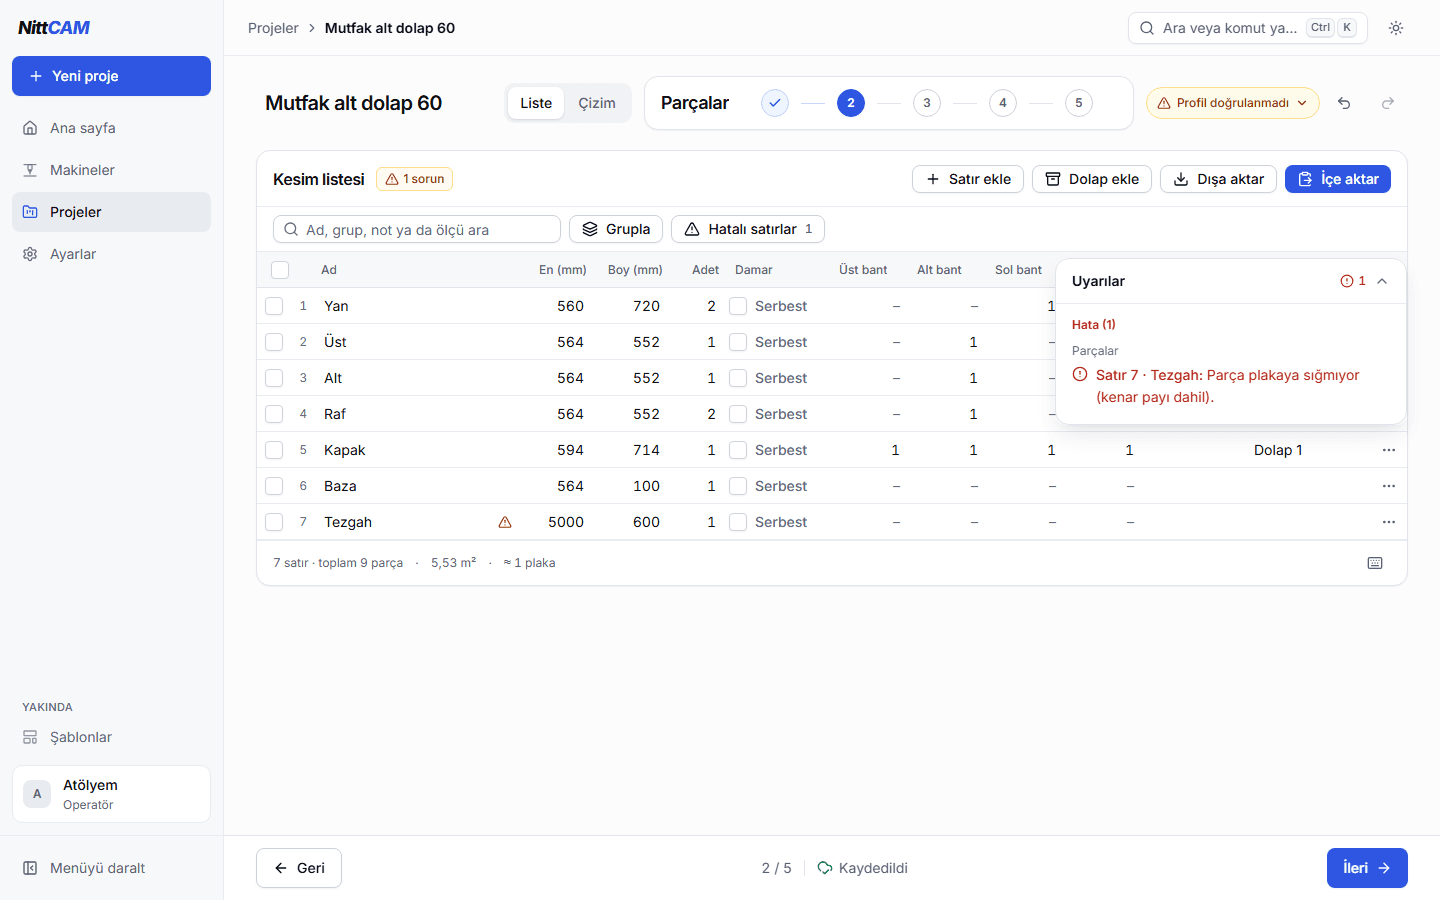 NittCAM
Yeni proje
Ana sayfa
Makineler
Projeler
Ayarlar
YAKINDA
Şablonlar
A
Atölyem
Operatör
Menüyü daralt
Projeler > Mutfak alt dolap 60
Ara veya komut ya... Ctrl K
Mutfak alt dolap 60
Liste Çizim
Parçalar 2 3 4 5
Profil doğrulanmadı
Kesim listesi 1 sorun
Satır ekle Dolap ekle Dışa aktar İçe aktar
Ad, grup, not ya da ölçü ara Grupla Hatalı satırlar 1
Ad En (mm) Boy (mm) Adet Damar Üst bant Alt bant Sol bant
1 Yan 560 720 2 Serbest – – 1
2 Üst 564 552 1 Serbest – 1 –
3 Alt 564 552 1 Serbest – 1 –
4 Raf 564 552 2 Serbest – 1 –
5 Kapak 594 714 1 Serbest 1 1 1 1 Dolap 1 ...
6 Baza 564 100 1 Serbest – – – – ...
7 Tezgah 5000 600 1 Serbest – – – – ...
7 satır · toplam 9 parça · 5,53 m² · ≈ 1 plaka
Uyarılar 1
Hata (1)
Parçalar
Satır 7 · Tezgah: Parça plakaya sığmıyor
(kenar payı dahil).
Geri
2 / 5 Kaydedildi
İleri